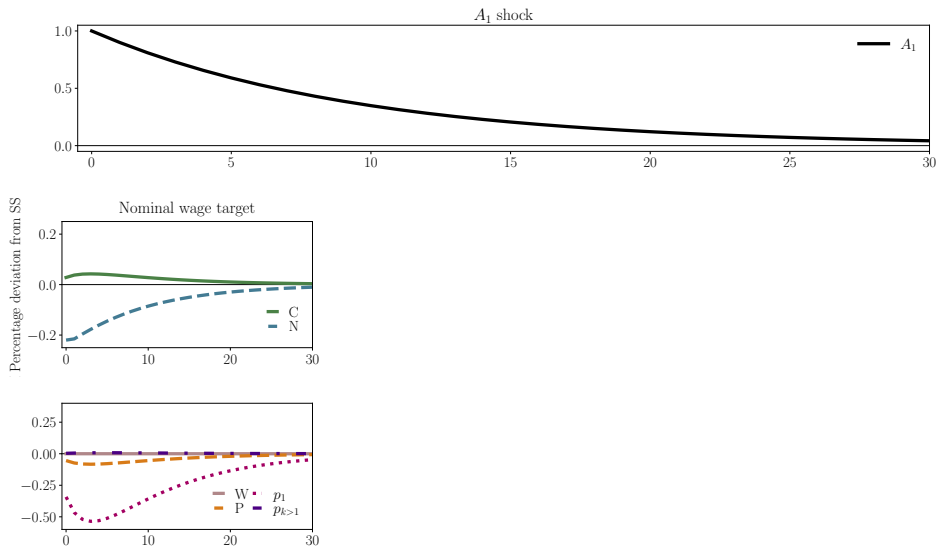 A₁ shock
1.0
0.5
0.0
A₁
0 5 10 15 20 25 30
Percentage deviation from SS
Nominal wage target
0.2
0.0
−0.2
C
N
0 10 20 30
0.25
0.00
−0.25
−0.50
W p₁
P pₖ>₁
0 10 20 30